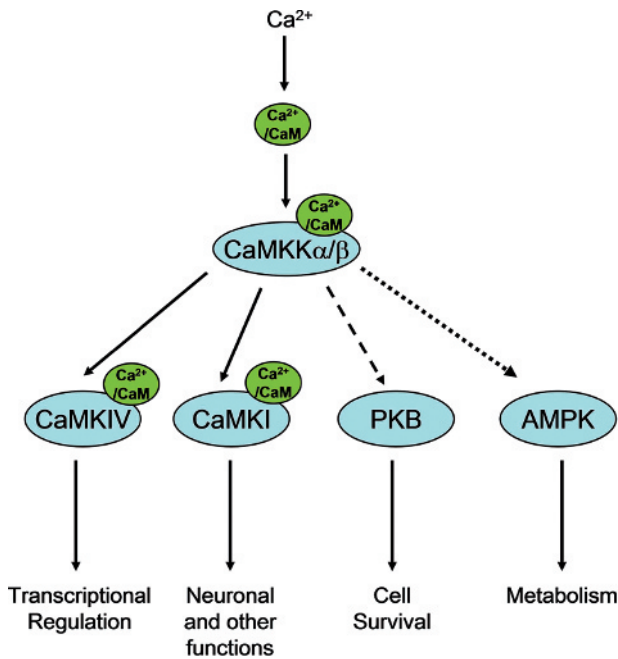 Ca²⁺
Ca²⁺
/CaM
Ca²⁺
/CaM
CaMKKα/β
Ca²⁺
/CaM
Ca²⁺
/CaM
CaMKIV
CaMKI
PKB
AMPK
Transcriptional
Regulation
Neuronal
and other
functions
Cell
Survival
Metabolism